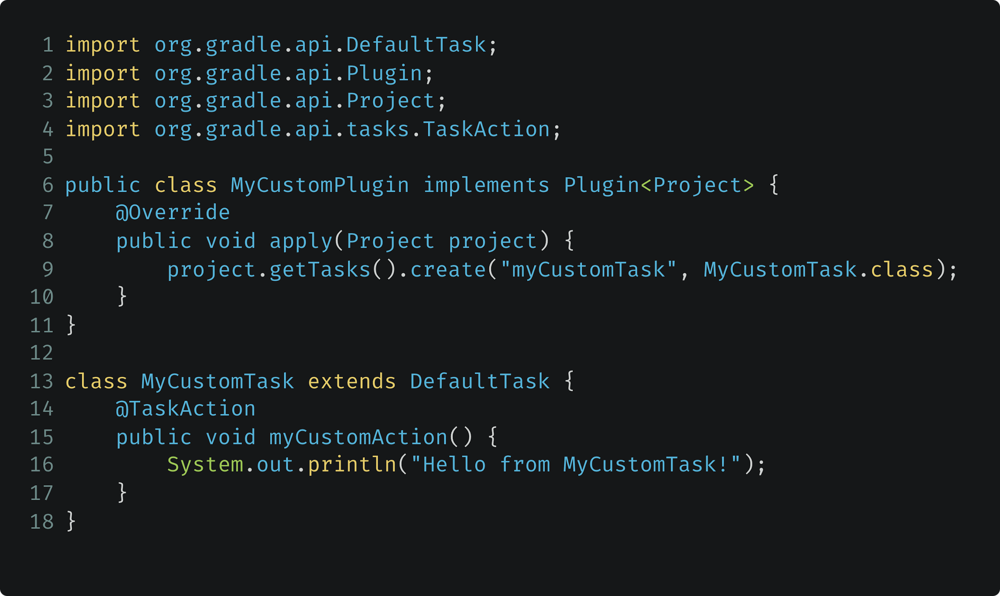 1 import org.gradle.api.DefaultTask;
2 import org.gradle.api.Plugin;
3 import org.gradle.api.Project;
4 import org.gradle.api.tasks.TaskAction;
5
6 public class MyCustomPlugin implements Plugin<Project> {
7     @Override
8     public void apply(Project project) {
9         project.getTasks().create("myCustomTask", MyCustomTask.class);
10     }
11 }
12
13 class MyCustomTask extends DefaultTask {
14     @TaskAction
15     public void myCustomAction() {
16         System.out.println("Hello from MyCustomTask!");
17     }
18 }